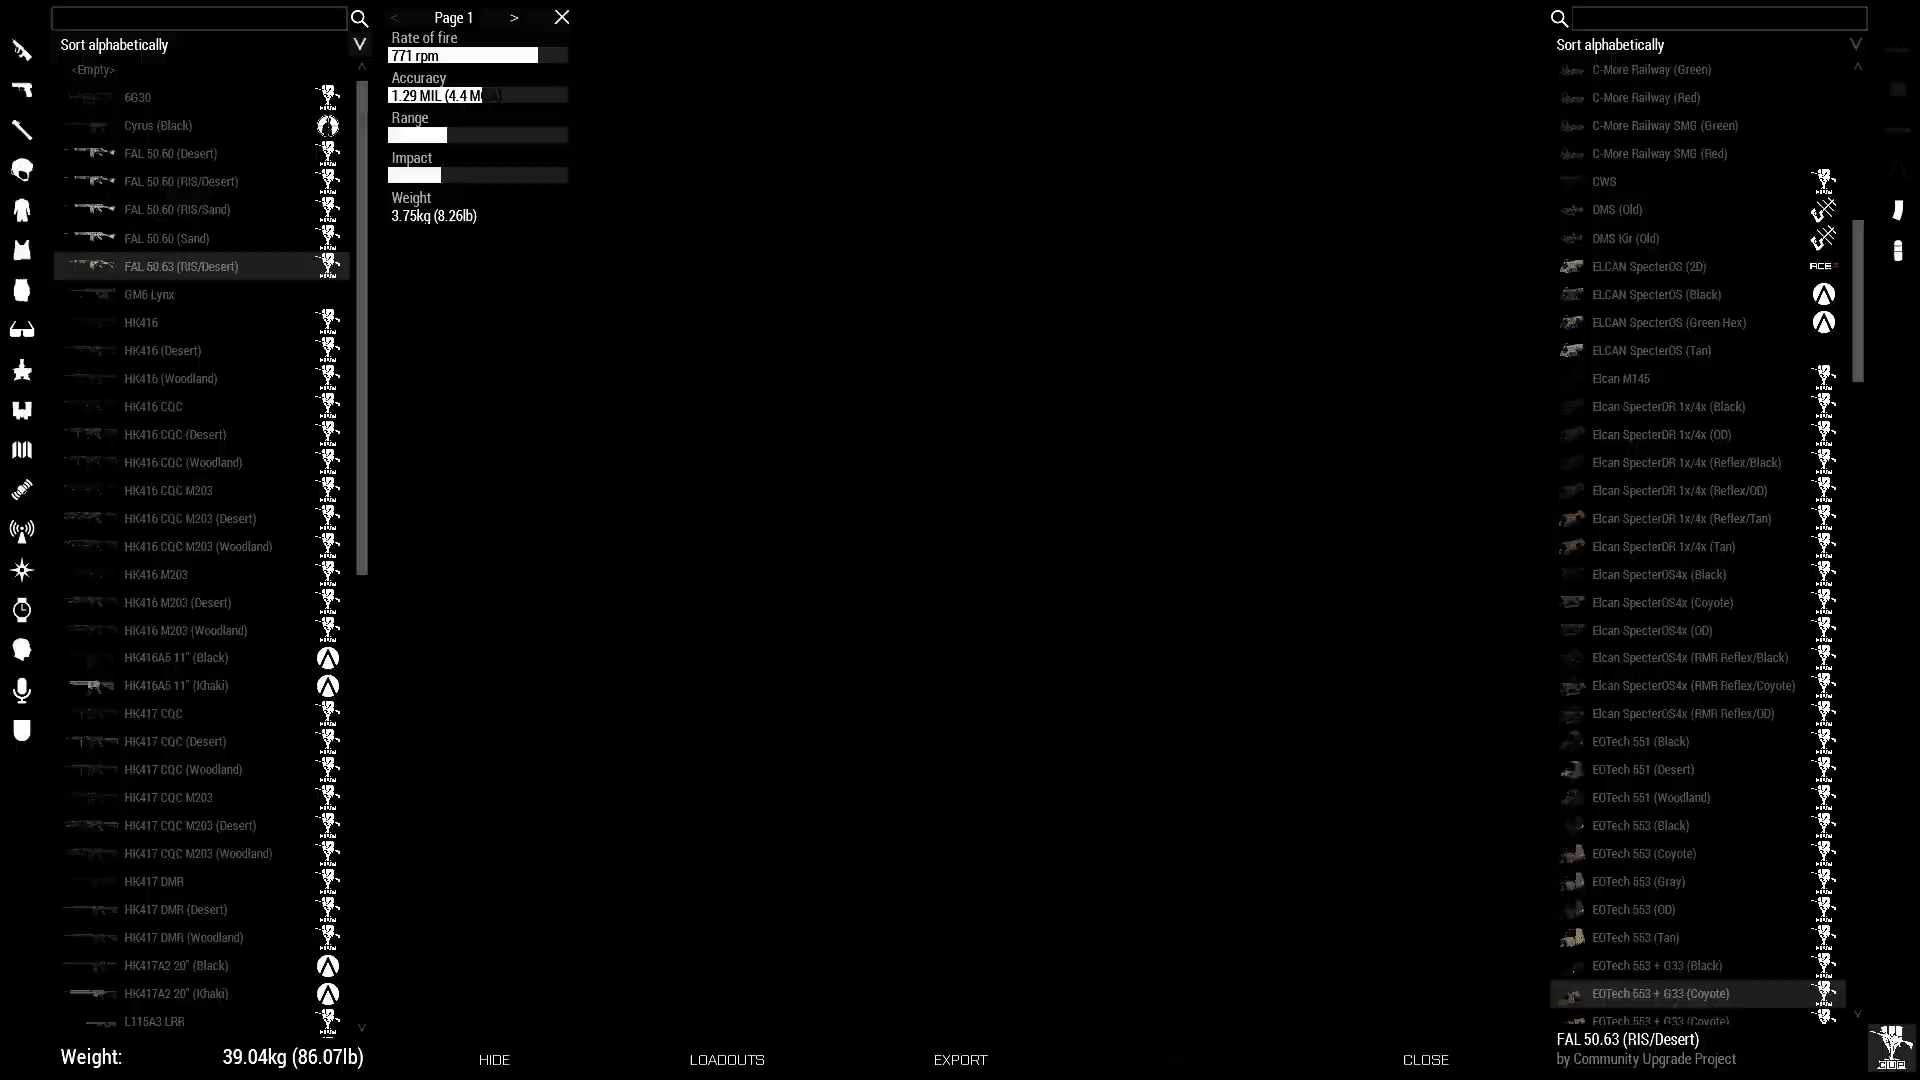 Page 1
Sort alphabetically
<Empty>
6G30
Cyrus (Black)
FAL 50.60 (Desert)
FAL 50.60 (RIS/Desert)
FAL 50.60 (RIS/Sand)
FAL 50.60 (Sand)
FAL 50.63 (RIS/Desert)
GM6 Lynx
HK416
HK416 (Desert)
HK416 (Woodland)
HK416 CQC
HK416 CQC (Desert)
HK416 CQC (Woodland)
HK416 CQC M203
HK416 CQC M203 (Desert)
HK416 CQC M203 (Woodland)
HK416 M203
HK416 M203 (Desert)
HK416 M203 (Woodland)
HK416A5 11" (Black)
HK416A5 11" (Khaki)
HK417 CQC
HK417 CQC (Desert)
HK417 CQC (Woodland)
HK417 CQC M203
HK417 CQC M203 (Desert)
HK417 CQC M203 (Woodland)
HK417 DMR
HK417 DMR (Desert)
HK417 DMR (Woodland)
HK417A2 20" (Black)
HK417A2 20" (Khaki)
L115A3 LRR
Weight: 39.04kg (86.07lb)
Rate of fire
771 rpm
Accuracy
1.29 MIL (4.4 MOA)
Range
Impact
Weight
3.75kg (8.26lb)
HIDE
LOADOUTS
EXPORT
CLOSE
Sort alphabetically
C-More Railway (Green)
C-More Railway (Red)
C-More Railway SMG (Green)
C-More Railway SMG (Red)
CWS
DMS (Old)
DMS Kir (Old)
ELCAN SpecterOS (2D)
ACE
ELCAN SpecterOS (Black)
ELCAN SpecterOS (Green Hex)
ELCAN SpecterOS (Tan)
Elcan M145
Elcan SpecterDR 1x/4x (Black)
Elcan SpecterDR 1x/4x (OD)
Elcan SpecterDR 1x/4x (Reflex/Black)
Elcan SpecterDR 1x/4x (Reflex/OD)
Elcan SpecterDR 1x/4x (Reflex/Tan)
Elcan SpecterDR 1x/4x (Tan)
Elcan SpecterOS4x (Black)
Elcan SpecterOS4x (Coyote)
Elcan SpecterOS4x (OD)
Elcan SpecterOS4x (RMR Reflex/Black)
Elcan SpecterOS4x (RMR Reflex/Coyote)
Elcan SpecterOS4x (RMR Reflex/OD)
EOTech 551 (Black)
EOTech 551 (Desert)
EOTech 551 (Woodland)
EOTech 553 (Black)
EOTech 553 (Coyote)
EOTech 553 (Gray)
EOTech 553 (OD)
EOTech 553 (Tan)
EOTech 553 + G33 (Black)
EOTech 553 + G33 (Coyote)
EOTech 553 + G33 (Coyote)
FAL 50.63 (RIS/Desert)
by Community Upgrade Project
CUP